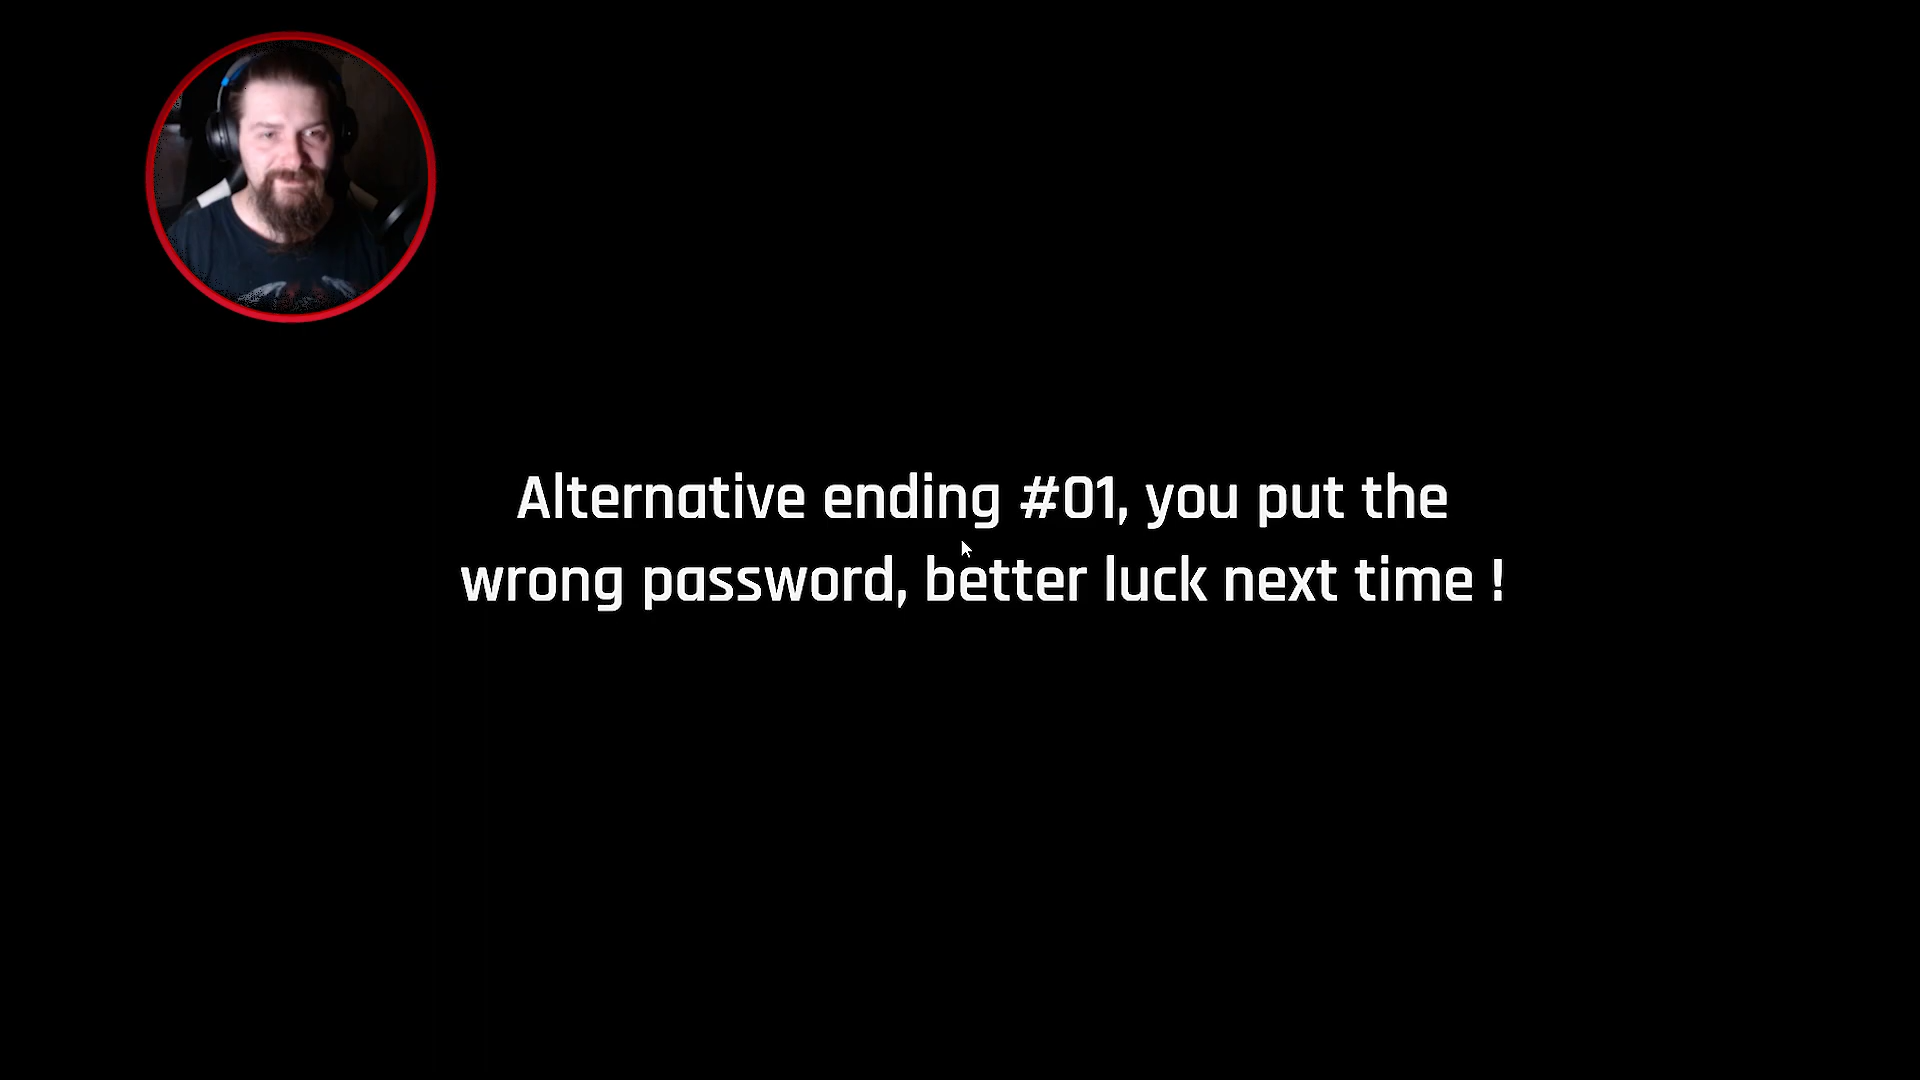 Alternative ending #01, you put the
wrong password, better luck next time !